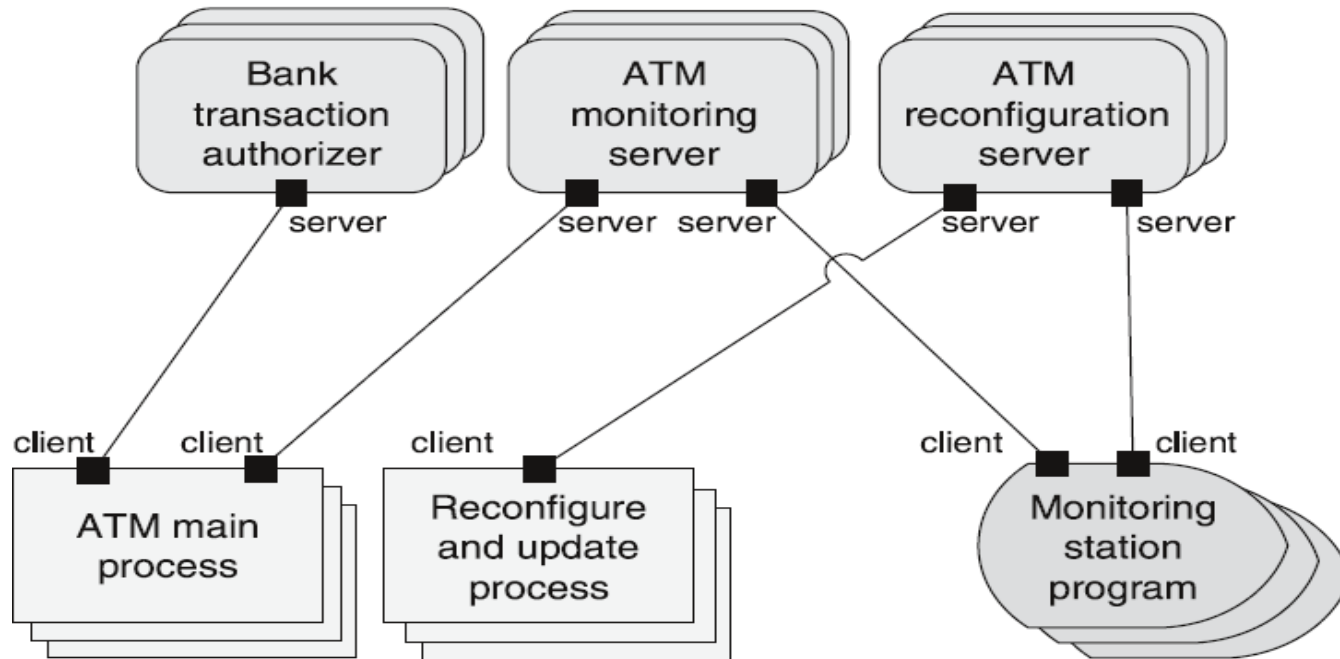 Bank
transaction
authorizer
ATM
monitoring
server
ATM
reconfiguration
server
server
server
server
server
server
client
client
client
client
client
ATM main
process
Reconfigure
and update
process
Monitoring
station
program